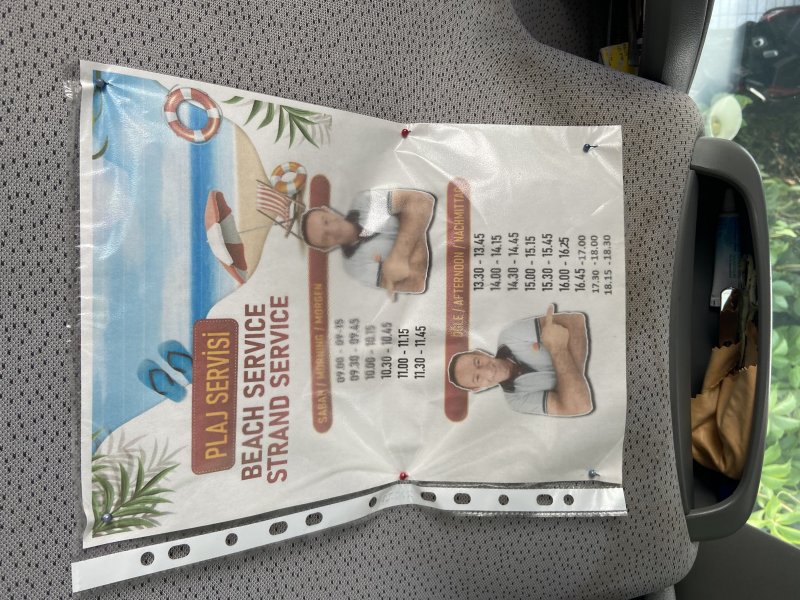 PLAJ SERVİSİ
BEACH SERVICE
STRAND SERVICE
SABAH / MORNING / MORGEN
09.00 - 09.15
09.30 - 09.45
10.00 - 10.15
10.30 - 10.45
11.00 - 11.15
11.30 - 11.45
ÖĞLE / AFTERNOON / NACHMITTAG
13.30 - 13.45
14.00 - 14.15
14.30 - 14.45
15.00 - 15.15
15.30 - 15.45
16.00 - 16.25
16.45 - 17.00
17.30 - 18.00
18.15 - 18.30